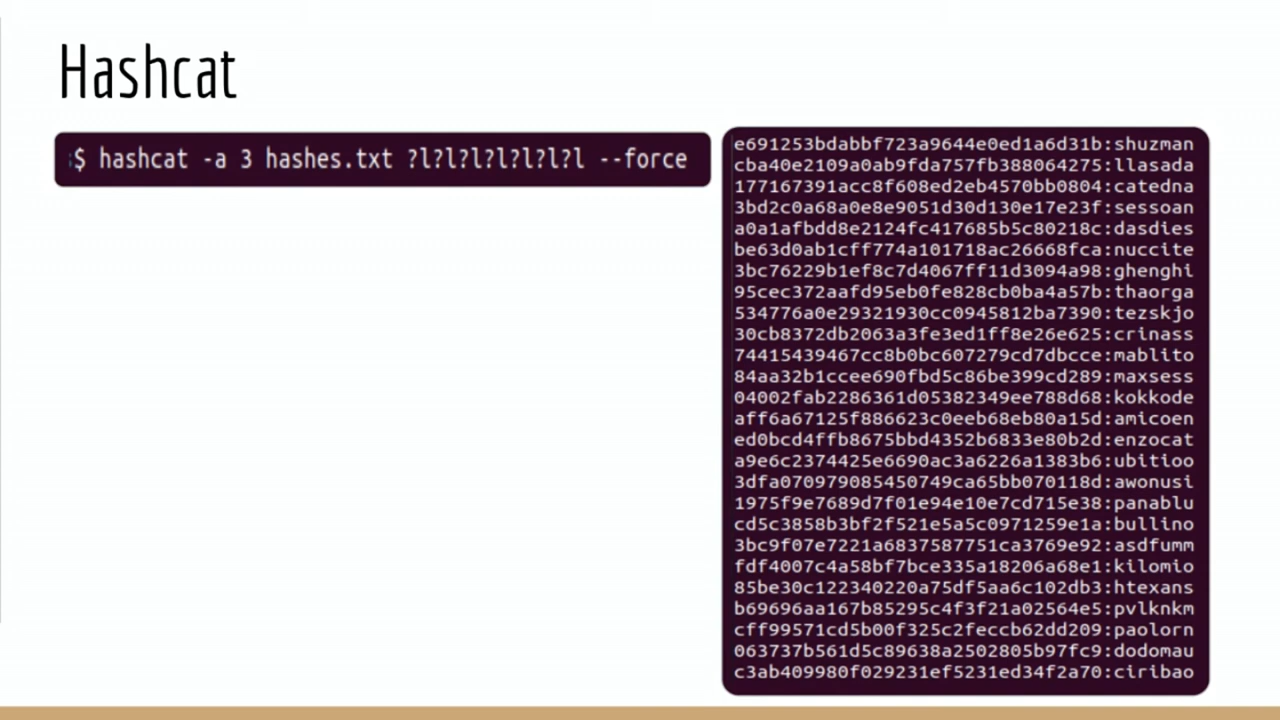 Hashcat
$ hashcat -a 3 hashes.txt ?l?l?l?l?l?l?l --force
e691253bdabbf723a9644e0ed1a6d31b:shuzman
cba40e2109a0ab9fda757fb388064275:llasada
177167391acc8f608ed2eb4570bb0804:catedna
3bd2c0a68a0e8e9051d30d130e17e23f:sessoan
a0a1afbdd8e2124fc417685b5c80218c:dasdies
be63d0ab1cff774a101718ac26668fca:nuccite
3bc76229b1ef8c7d4067ff11d3094a98:ghenghi
95cec372aafd95eb0fe828cb0ba4a57b:thaorga
534776a0e29321930cc0945812ba7390:tezskjo
30cb8372db2063a3fe3ed1ff8e26e625:crinass
74415439467cc8b0bc607279cd7dbcce:mablito
84aa32b1ccee690fbd5c86be399cd289:maxsess
04002fab2286361d05382349ee788d68:kokkode
aff6a67125f886623c0eeb68eb80a15d:amicoen
ed0bcd4ffb8675bbd4352b6833e80b2d:enzocat
a9e6c2374425e6690ac3a6226a1383b6:ubitioo
3dfa070979085450749ca65bb070118d:awonusi
1975f9e7689d7f01e94e10e7cd715e38:panablu
cd5c3858b3bf2f521e5a5c0971259e1a:bullino
3bc9f07e7221a6837587751ca3769e92:asdfumm
fdf4007c4a58bf7bce335a18206a68e1:kilomio
85be30c122340220a75df5aa6c102db3:htexans
b69696aa167b85295c4f3f21a02564e5:pvlknkm
cff99571cd5b00f325c2feccb62dd209:paolorn
063737b561d5c89638a2502805b97fc9:dodomau
c3ab409980f029231ef5231ed34f2a70:ciribao